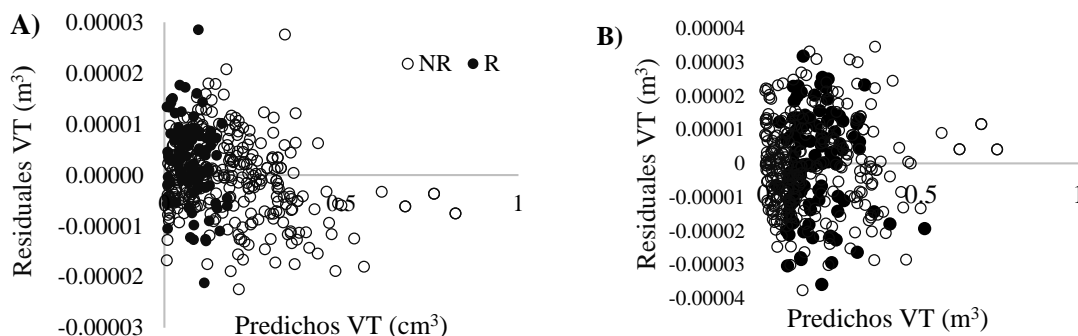 A)
0.00003
0.00002
0.00001
0.00000
-0.00001
-0.00002
-0.00003
Residuales VT (m³)
NR R
0.5 1
Predichos VT (cm³)
B)
0.00004
0.00003
0.00002
0.00001
0
-0.00001
-0.00002
-0.00003
-0.00004
Residuales VT (m³)
0.5 1
Predichos VT (m³)